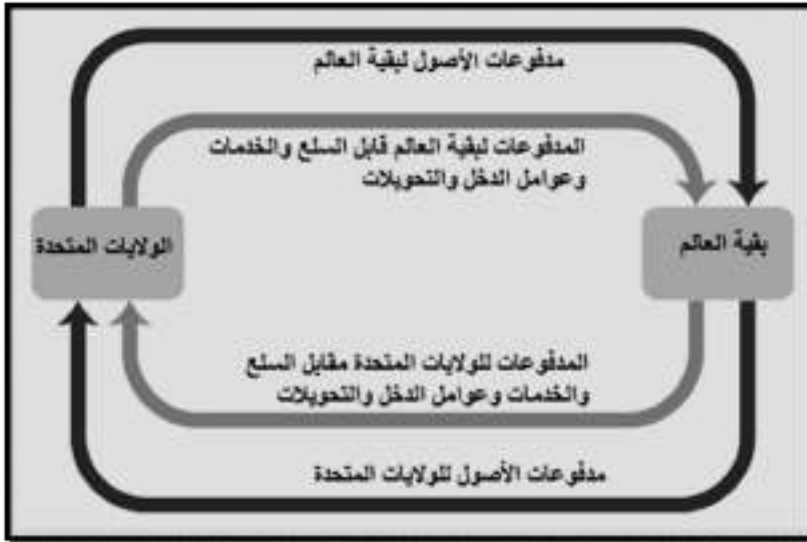 مدفوعات الأصول لبقية العالم
المدفوعات لبقية العالم قابل السلع والخدمات
وعوامل الدخل والتحويلات
الولايات المتحدة
بقية العالم
المدفوعات للولايات المتحدة مقابل السلع
والخدمات وعوامل الدخل والتحويلات
مدفوعات الأصول للولايات المتحدة